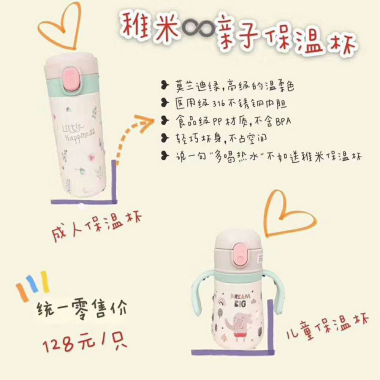 稚米∞亲子保温杯
莫兰迪绿,高级的温柔色
医用级316不锈钢内胆
食品级PP材质,不含BPA
轻巧杯身,不占空间
说一句“多喝热水”不如送稚米保温杯
LITTLE
Happiness
成人保温杯
DREAM
BIG
儿童保温杯
统一零售价
128元/只